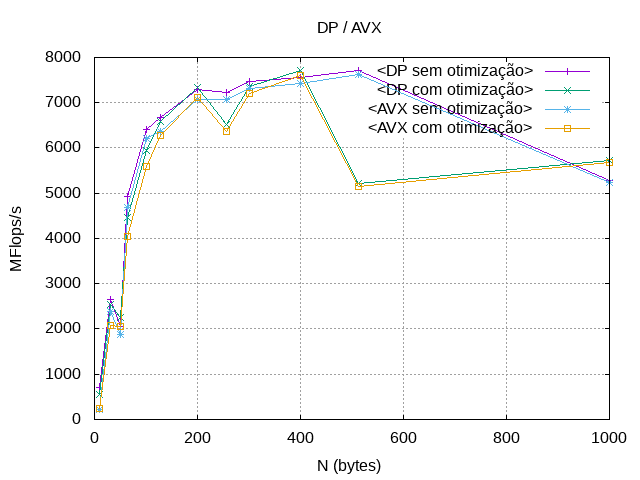 DP / AVX
8000
7000
6000
5000
4000
3000
2000
1000
0
MFlops/s
<DP sem otimização>
<DP com otimização>
<AVX sem otimização>
<AVX com otimização>
0 200 400 600 800 1000
N (bytes)